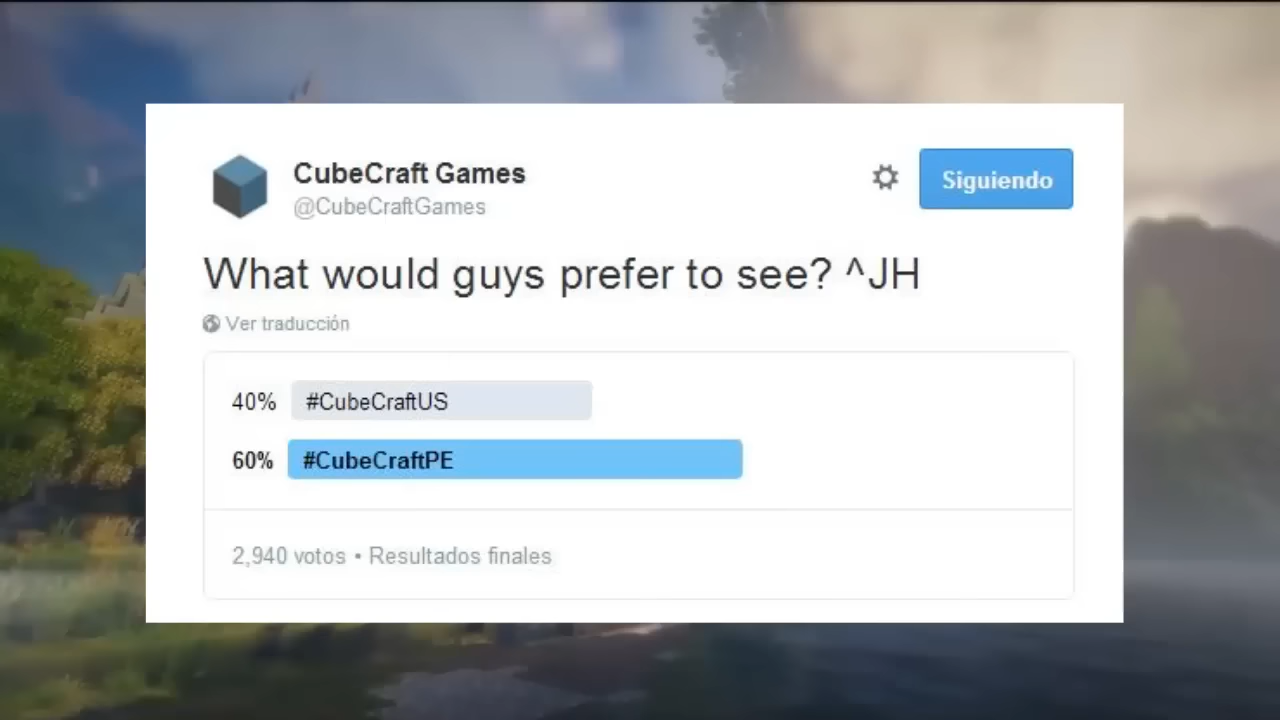 CubeCraft Games
@CubeCraftGames
Siguiendo
What would guys prefer to see? ^JH
Ver traducción
40% #CubeCraftUS
60% #CubeCraftPE
2,940 votos • Resultados finales